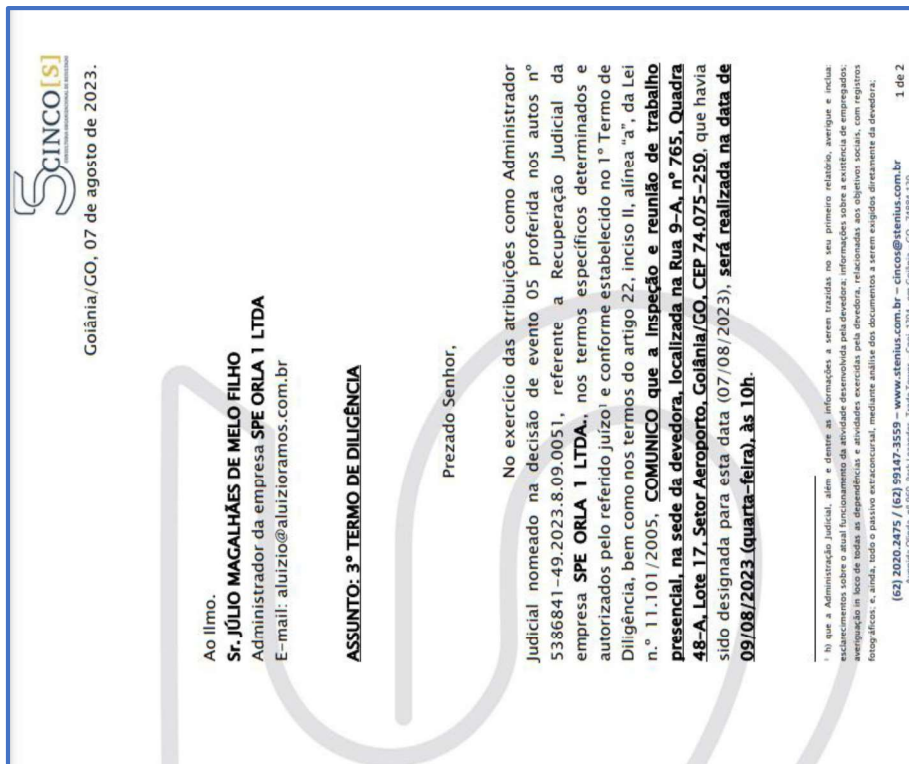 5S CINCO[S]
Goiânia/GO, 07 de agosto de 2023.
Ao Ilmo.
Sr. JÚLIO MAGALHÃES DE MELO FILHO
Administrador da empresa SPE ORLA 1 LTDA
E-mail: aluizio@aluizioramos.com.br
ASSUNTO: 3° TERMO DE DILIGÊNCIA
Prezado Senhor,
No exercício das atribuições como Administrador
Judicial nomeado na decisão de evento 05 proferida nos autos nº
5386841-49.2023.8.09.0051, referente a Recuperação Judicial da
empresa SPE ORLA 1 LTDA., nos termos específicos determinados e
autorizados pelo referido juízo¹ e conforme estabelecido no 1° Termo de
Diligência, bem como nos termos do artigo 22, inciso II, alínea "a", da Lei
n.º 11.101/2005, COMUNICO que a Inspeção e reunião de trabalho
presencial, na sede da devedora, localizada na Rua 9-A, n° 765, Quadra
48-A, Lote 17, Setor Aeroporto, Goiânia/GO, CEP 74.075-250, que havia
sido designada para esta data (07/08/2023), será realizada na data de
09/08/2023 (quarta-feira), às 10h.
¹ h) que a Administração Judicial, além e dentre as informações a serem trazidas no seu primeiro relatório, averigue e inclua:
esclarecimentos sobre o atual funcionamento da atividade desenvolvida pela devedora; informações sobre a existência de empregados;
averiguação in loco de todas as dependências e atividades exercidas pela devedora, relacionadas aos objetivos sociais, com registros
fotográficos; e, ainda, todo o passivo extraconcursal, mediante análise dos documentos a serem exigidos diretamente da devedora;
(62) 2020.2475 / (62) 99147-3559 – www.stenius.com.br – cincos@stenius.com.br
1 de 2